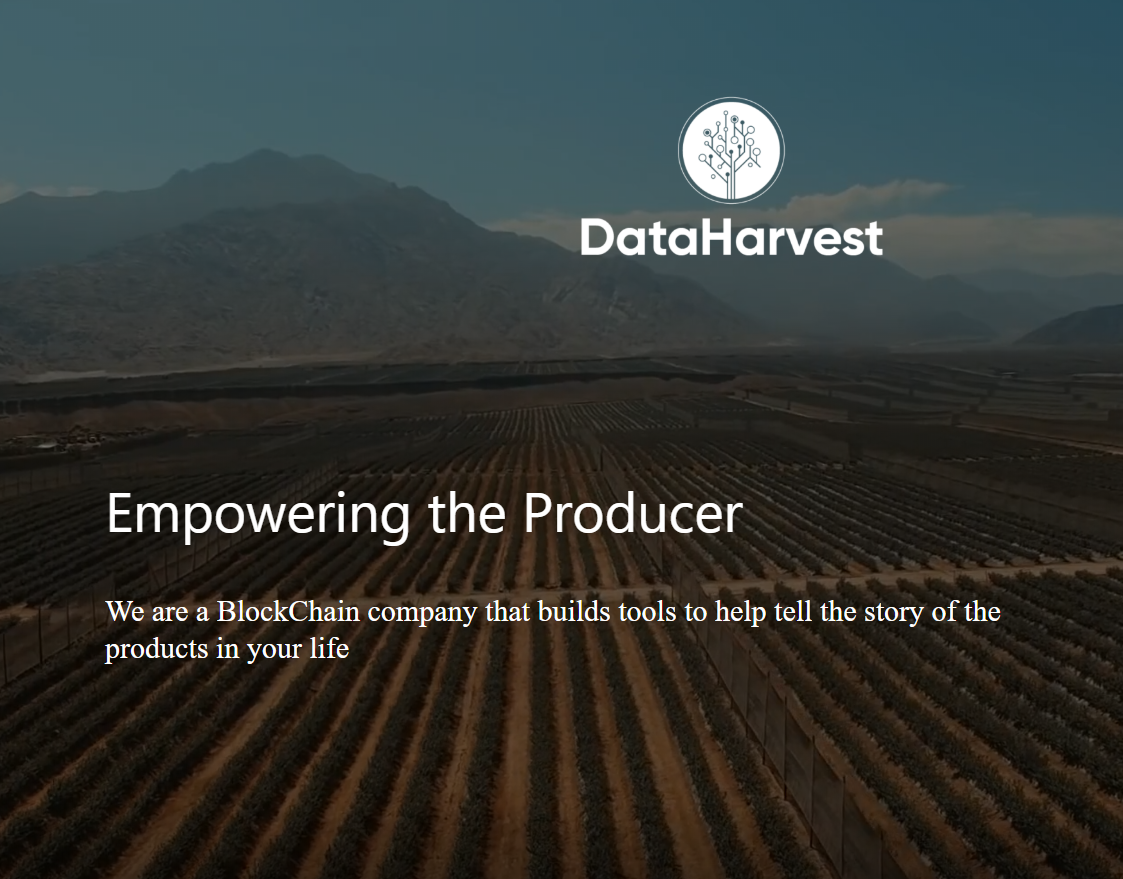 DataHarvest
Empowering the Producer
We are a BlockChain company that builds tools to help tell the story of the
products in your life